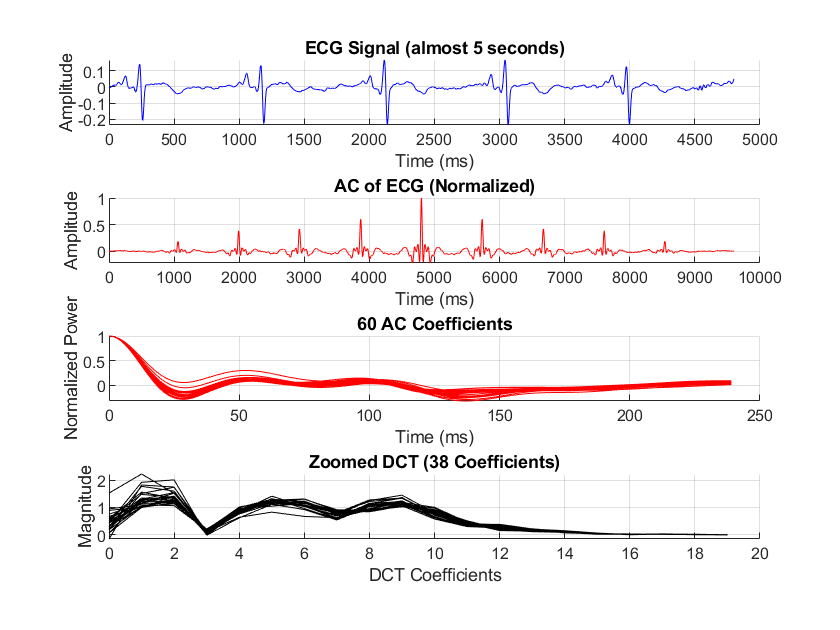 ECG Signal (almost 5 seconds)
Amplitude
0.1
0
-0.1
-0.2
0 500 1000 1500 2000 2500 3000 3500 4000 4500 5000
Time (ms)
AC of ECG (Normalized)
Amplitude
1
0.5
0
0 1000 2000 3000 4000 5000 6000 7000 8000 9000 10000
Time (ms)
60 AC Coefficients
Normalized Power
1
0.5
0
0 50 100 150 200 250
Time (ms)
Zoomed DCT (38 Coefficients)
Magnitude
2
1
0
0 2 4 6 8 10 12 14 16 18 20
DCT Coefficients